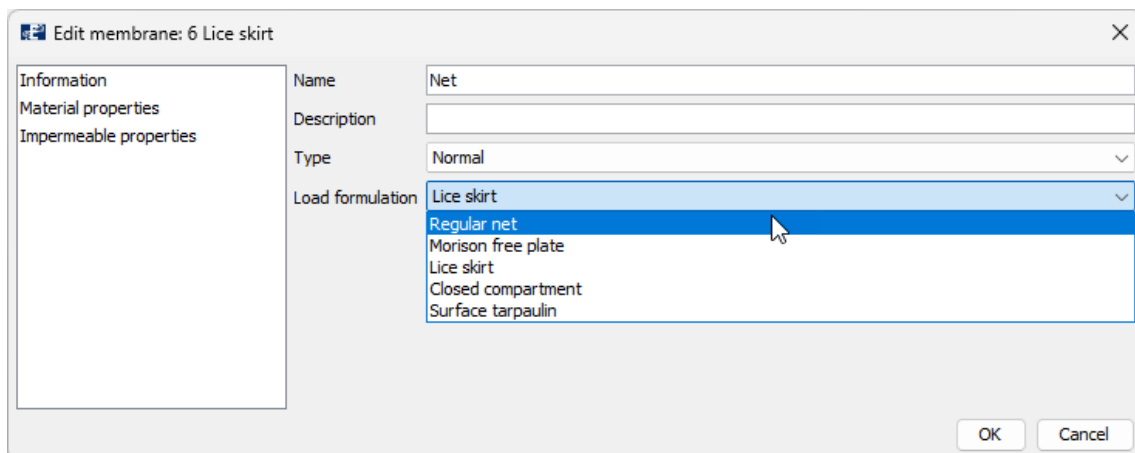 Edit membrane: 6 Lice skirt
Information
Material properties
Impermeable properties
Name Net
Description
Type Normal
Load formulation Lice skirt
Regular net
Morison free plate
Lice skirt
Closed compartment
Surface tarpaulin
OK Cancel